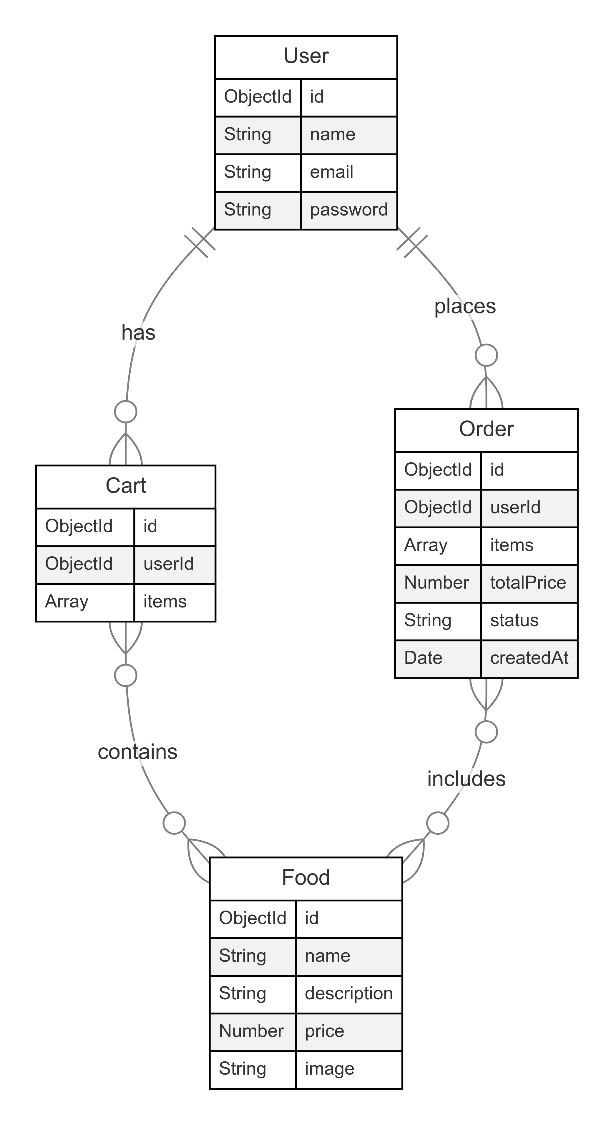 User
ObjectId id
String name
String email
String password
has
places
Order
ObjectId id
ObjectId userId
Array items
Number totalPrice
String status
Date createdAt
Cart
ObjectId id
ObjectId userId
Array items
contains
includes
Food
ObjectId id
String name
String description
Number price
String image